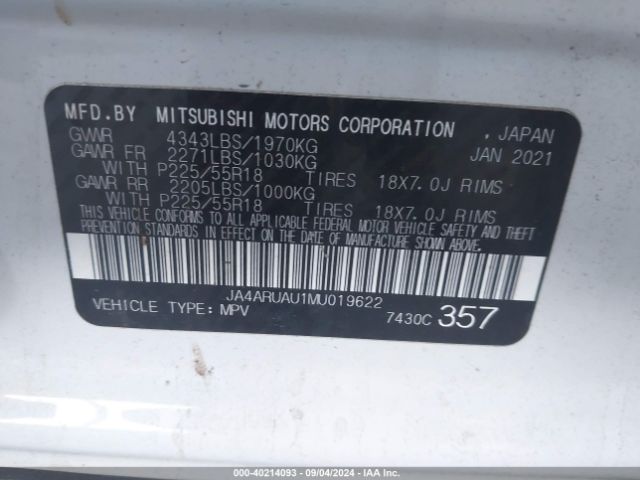 MFD.BY MITSUBISHI MOTORS CORPORATION , JAPAN
GVWR 4343LBS/1970KG JAN 2021
GAWR FR 2271LBS/1030KG
WITH P225/55R18 TIRES 18X7.0J RIMS
GAWR RR 2205LBS/1000KG
WITH P225/55R18 TIRES 18X7.0J RIMS
THIS VEHICLE CONFORMS TO ALL APPLICABLE FEDERAL MOTOR VEHICLE SAFETY AND THEFT
PREVENTION STANDARDS IN EFFECT ON THE DATE OF MANUFACTURE SHOWN ABOVE.
JA4ARUAU1MU019622
VEHICLE TYPE: MPV 7430C 357
000-40214093 - 09/04/2024 - IAAI.COM